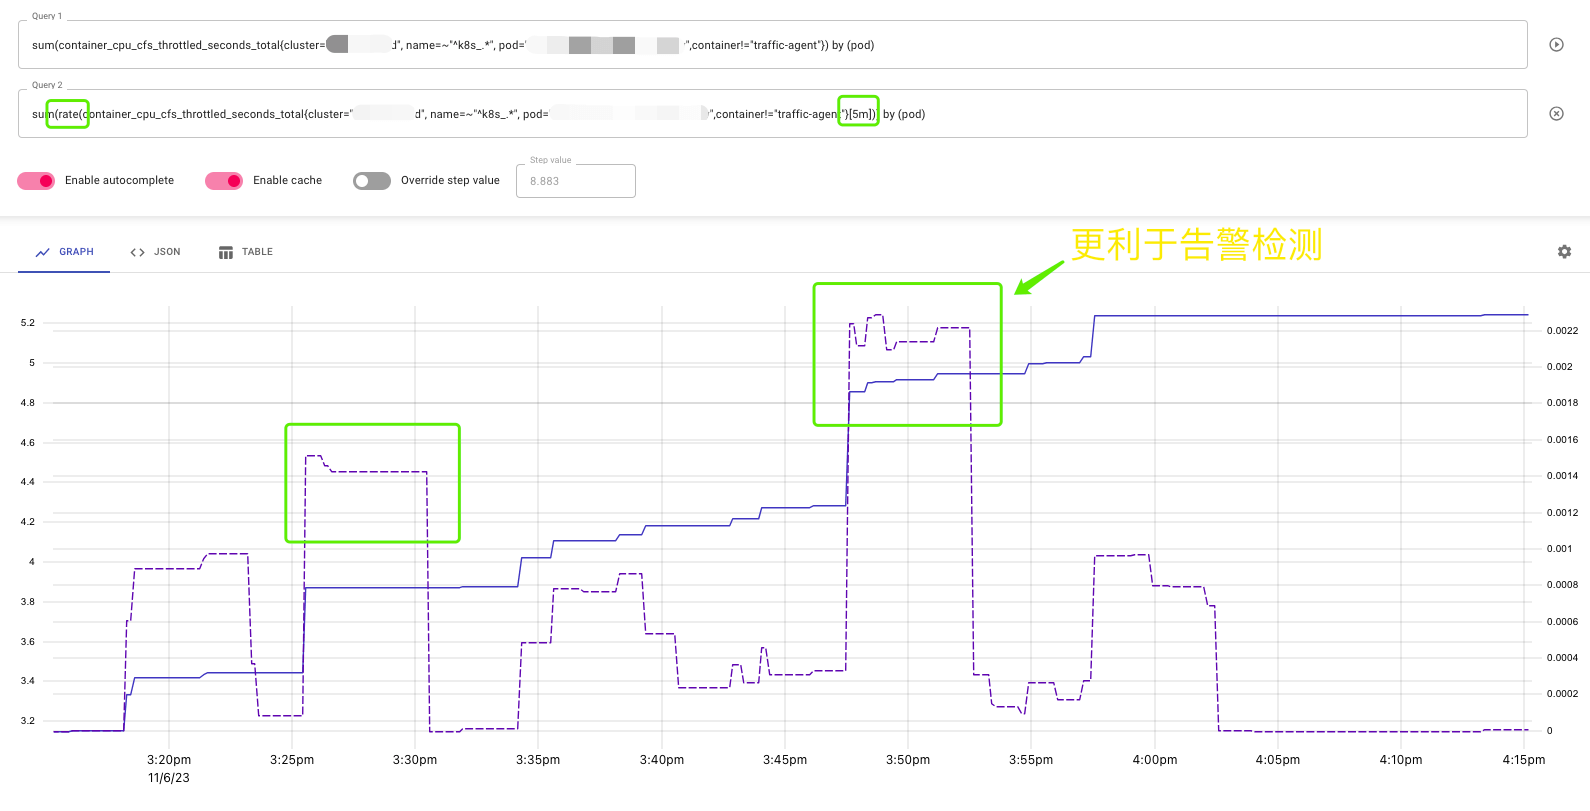 Query 1
sum(container_cpu_cfs_throttled_seconds_total{cluster= d", name=~"^k8s_.*", pod=" ",container!="traffic-agent"}) by (pod)
Query 2
sum(rate(container_cpu_cfs_throttled_seconds_total{cluster=" d", name=~"^k8s_.*", pod= ",container!="traffic-agent"}[5m]) by (pod)
Enable autocomplete
Enable cache
Override step value
Step value
8.883
GRAPH
JSON
TABLE
更利于告警检测
5.2
5
4.8
4.6
4.4
4.2
4
3.8
3.6
3.4
3.2
0.0022
0.002
0.0018
0.0016
0.0014
0.0012
0.001
0.0008
0.0006
0.0004
0.0002
0
3:20pm
3:25pm
3:30pm
3:35pm
3:40pm
3:45pm
3:50pm
3:55pm
4:00pm
4:05pm
4:10pm
4:15pm
11/6/23